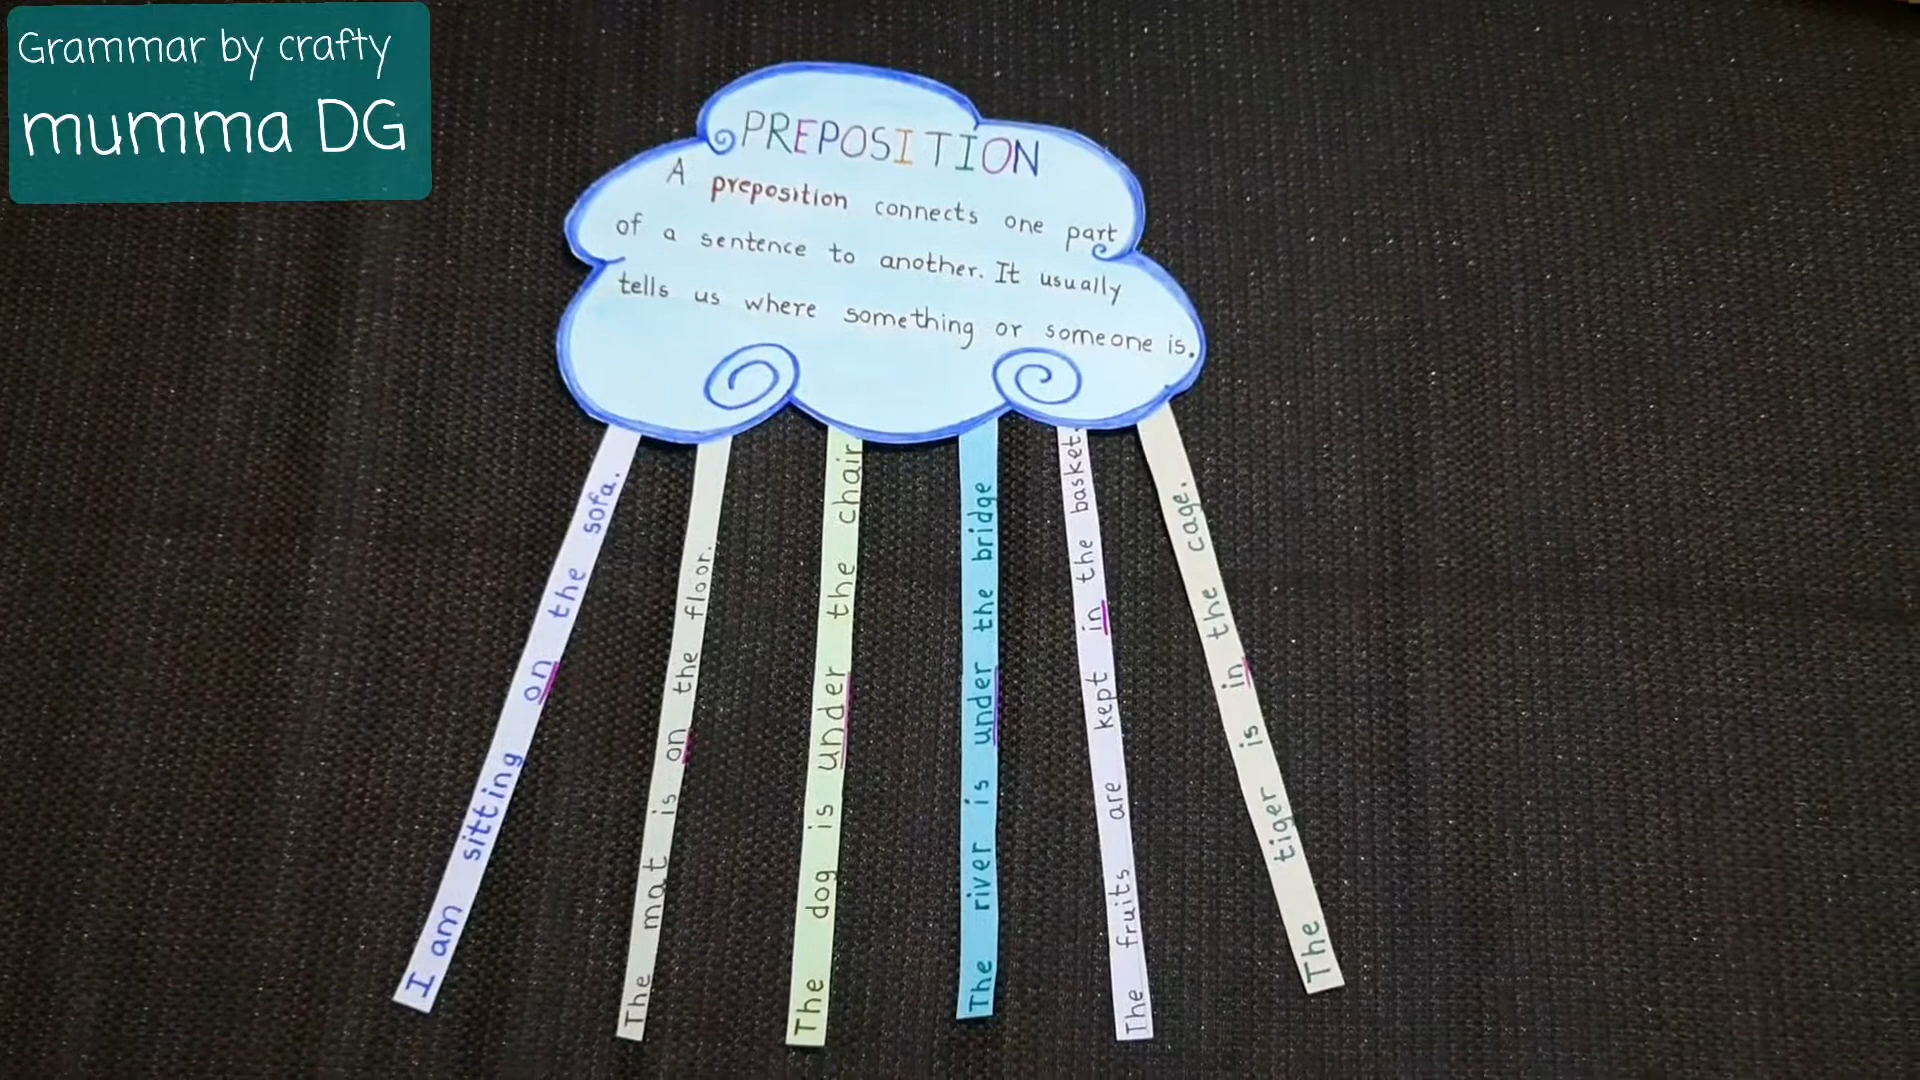 Grammar by crafty
mumma DG
PREPOSITION
A preposition connects one part
of a sentence to another. It usually
tells us where something or someone is.
I am sitting on the sofa.
The mat is on the floor.
The dog is under the chair
The river is under the bridge
The fruits are kept in the basket.
The tiger is in the cage.